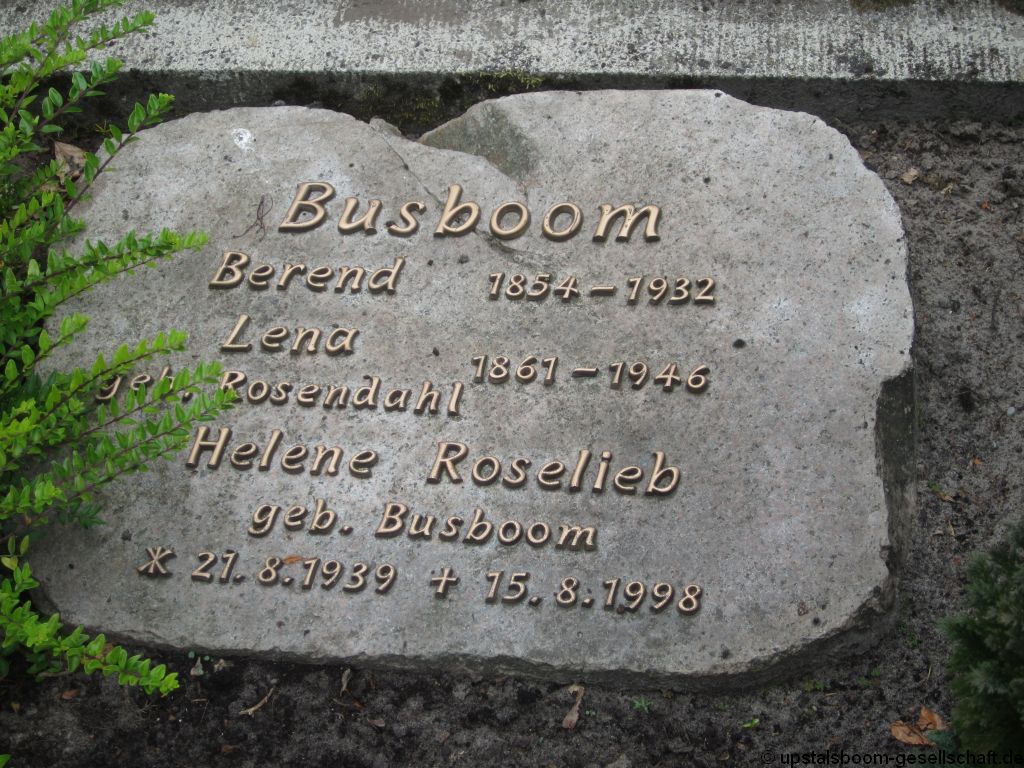 Busboom
Berend 1854 – 1932
Lena
geb. Rosendahl 1861 – 1946
Helene Roselieb
geb. Busboom
* 21. 8. 1939 † 15. 8. 1998
© upstalsboom-gesellschaft.de